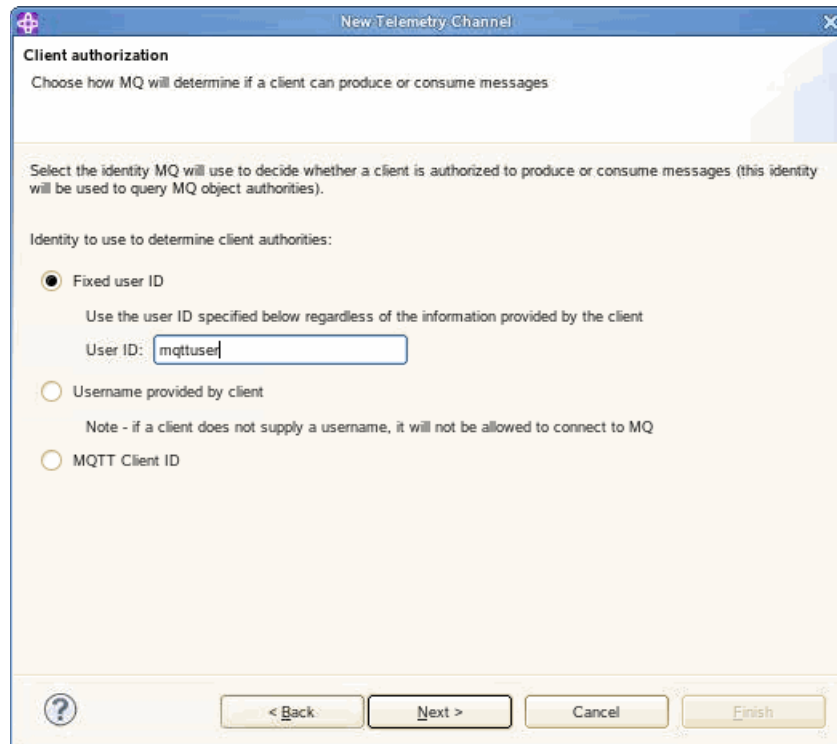 New Telemetry Channel
Client authorization
Choose how MQ will determine if a client can produce or consume messages
Select the identity MQ will use to decide whether a client is authorized to produce or consume messages (this identity
will be used to query MQ object authorities).
Identity to use to determine client authorities:
Fixed user ID
Use the user ID specified below regardless of the information provided by the client
User ID: mqttuser
Username provided by client
Note - if a client does not supply a username, it will not be allowed to connect to MQ
MQTT Client ID
? < Back Next > Cancel Finish